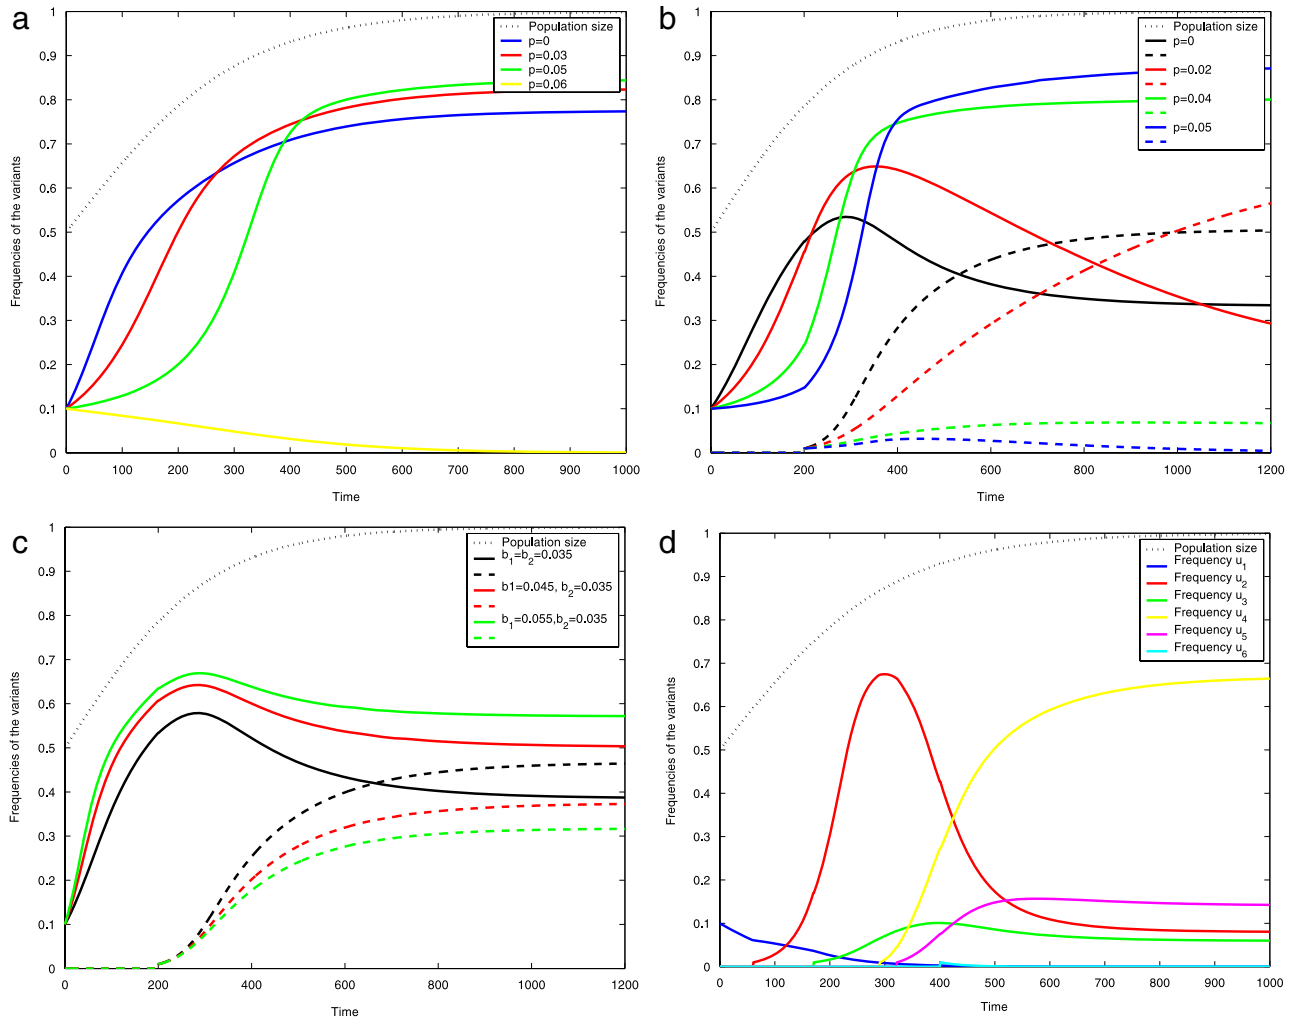 a
Frequencies of the variants
1
0.9
0.8
0.7
0.6
0.5
0.4
0.3
0.2
0.1
0
0 100 200 300 400 500 600 700 800 900 1000
Time
Population size
p=0
p=0.03
p=0.05
p=0.06
b
Frequencies of the variants
1
0.9
0.8
0.7
0.6
0.5
0.4
0.3
0.2
0.1
0
0 200 400 600 800 1000 1200
Time
Population size
p=0
p=0.02
p=0.04
p=0.05
c
Frequencies of the variants
1
0.9
0.8
0.7
0.6
0.5
0.4
0.3
0.2
0.1
0
0 200 400 600 800 1000 1200
Time
Population size
b₁=b₂=0.035
b1=0.045, b₂=0.035
b₁=0.055,b₂=0.035
d
Frequencies of the variants
1
0.9
0.8
0.7
0.6
0.5
0.4
0.3
0.2
0.1
0
0 100 200 300 400 500 600 700 800 900 1000
Time
Population size
Frequency u₁
Frequency u₂
Frequency u₃
Frequency u₄
Frequency u₅
Frequency u₆